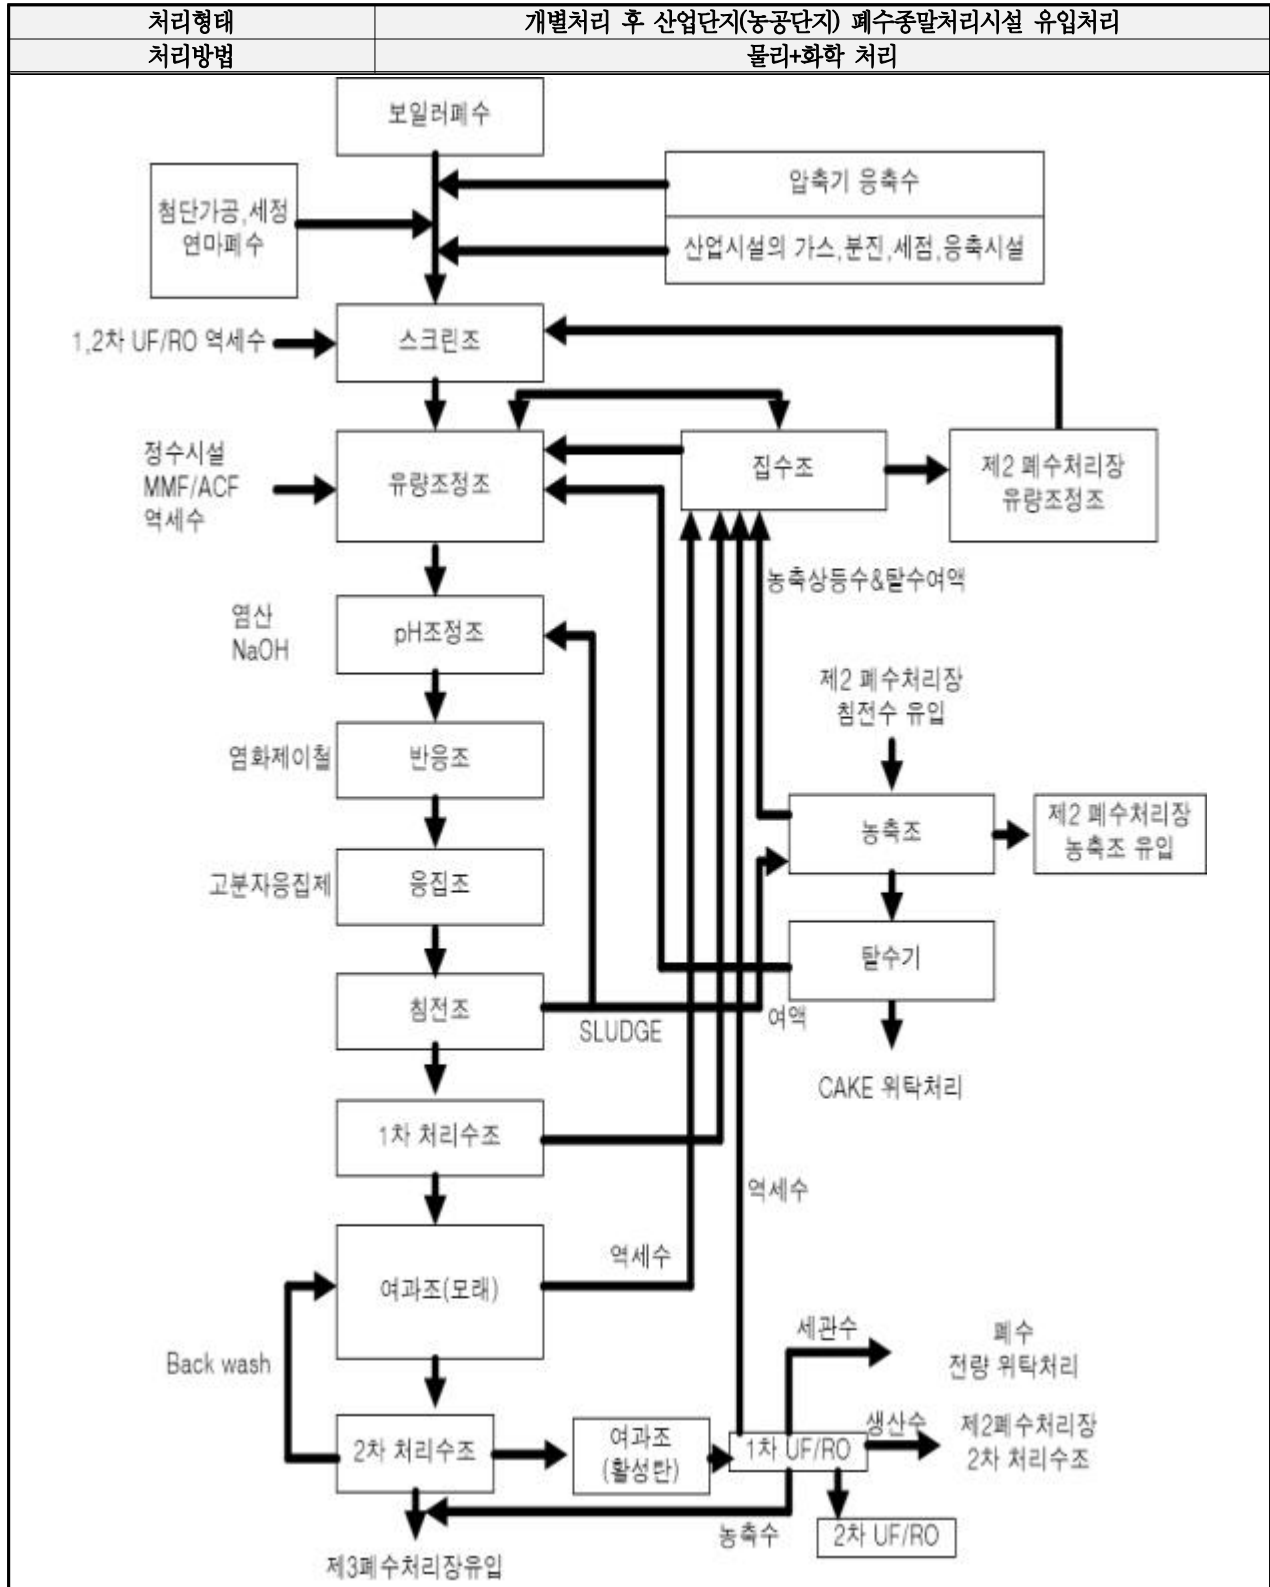 처리형태
개별처리 후 산업단지(농공단지) 폐수종말처리시설 유입처리
처리방법
물리+화학 처리
보일러폐수
압축기 응축수
첨단가공,세정
연마폐수
산업시설의 가스,분진,세점,응축시설
1,2차 UF/RO 역세수
스크린조
정수시설
MMF/ACF
역세수
유량조정조
집수조
제2 폐수처리장
유량조정조
농축상등수&탈수여액
염산
NaOH
pH조정조
제2 폐수처리장
침전수 유입
염화제이철
반응조
농축조
제2 폐수처리장
농축조 유입
고분자응집제
응집조
탈수기
침전조
SLUDGE
여액
CAKE 위탁처리
1차 처리수조
역세수
역세수
여과조(모래)
Back wash
세관수
폐수
전량 위탁처리
2차 처리수조
여과조
(활성탄)
1차 UF/RO
생산수
제2폐수처리장
2차 처리수조
농축수
2차 UF/RO
제3폐수처리장유입